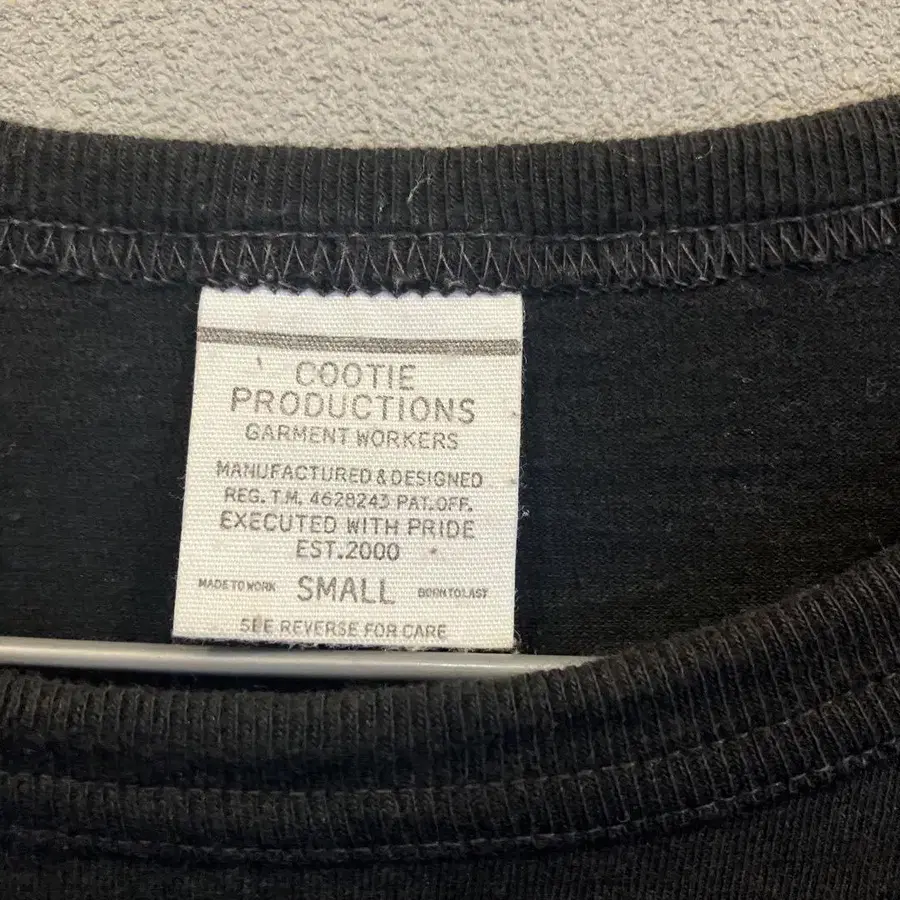 COOTIE
PRODUCTIONS
GARMENT WORKERS
MANUFACTURED & DESIGNED
REG. T.M. 4628243 PAT.OFF.
EXECUTED WITH PRIDE
EST.2000
MADE TO WORK SMALL BORN TO LAST
SEE REVERSE FOR CARE